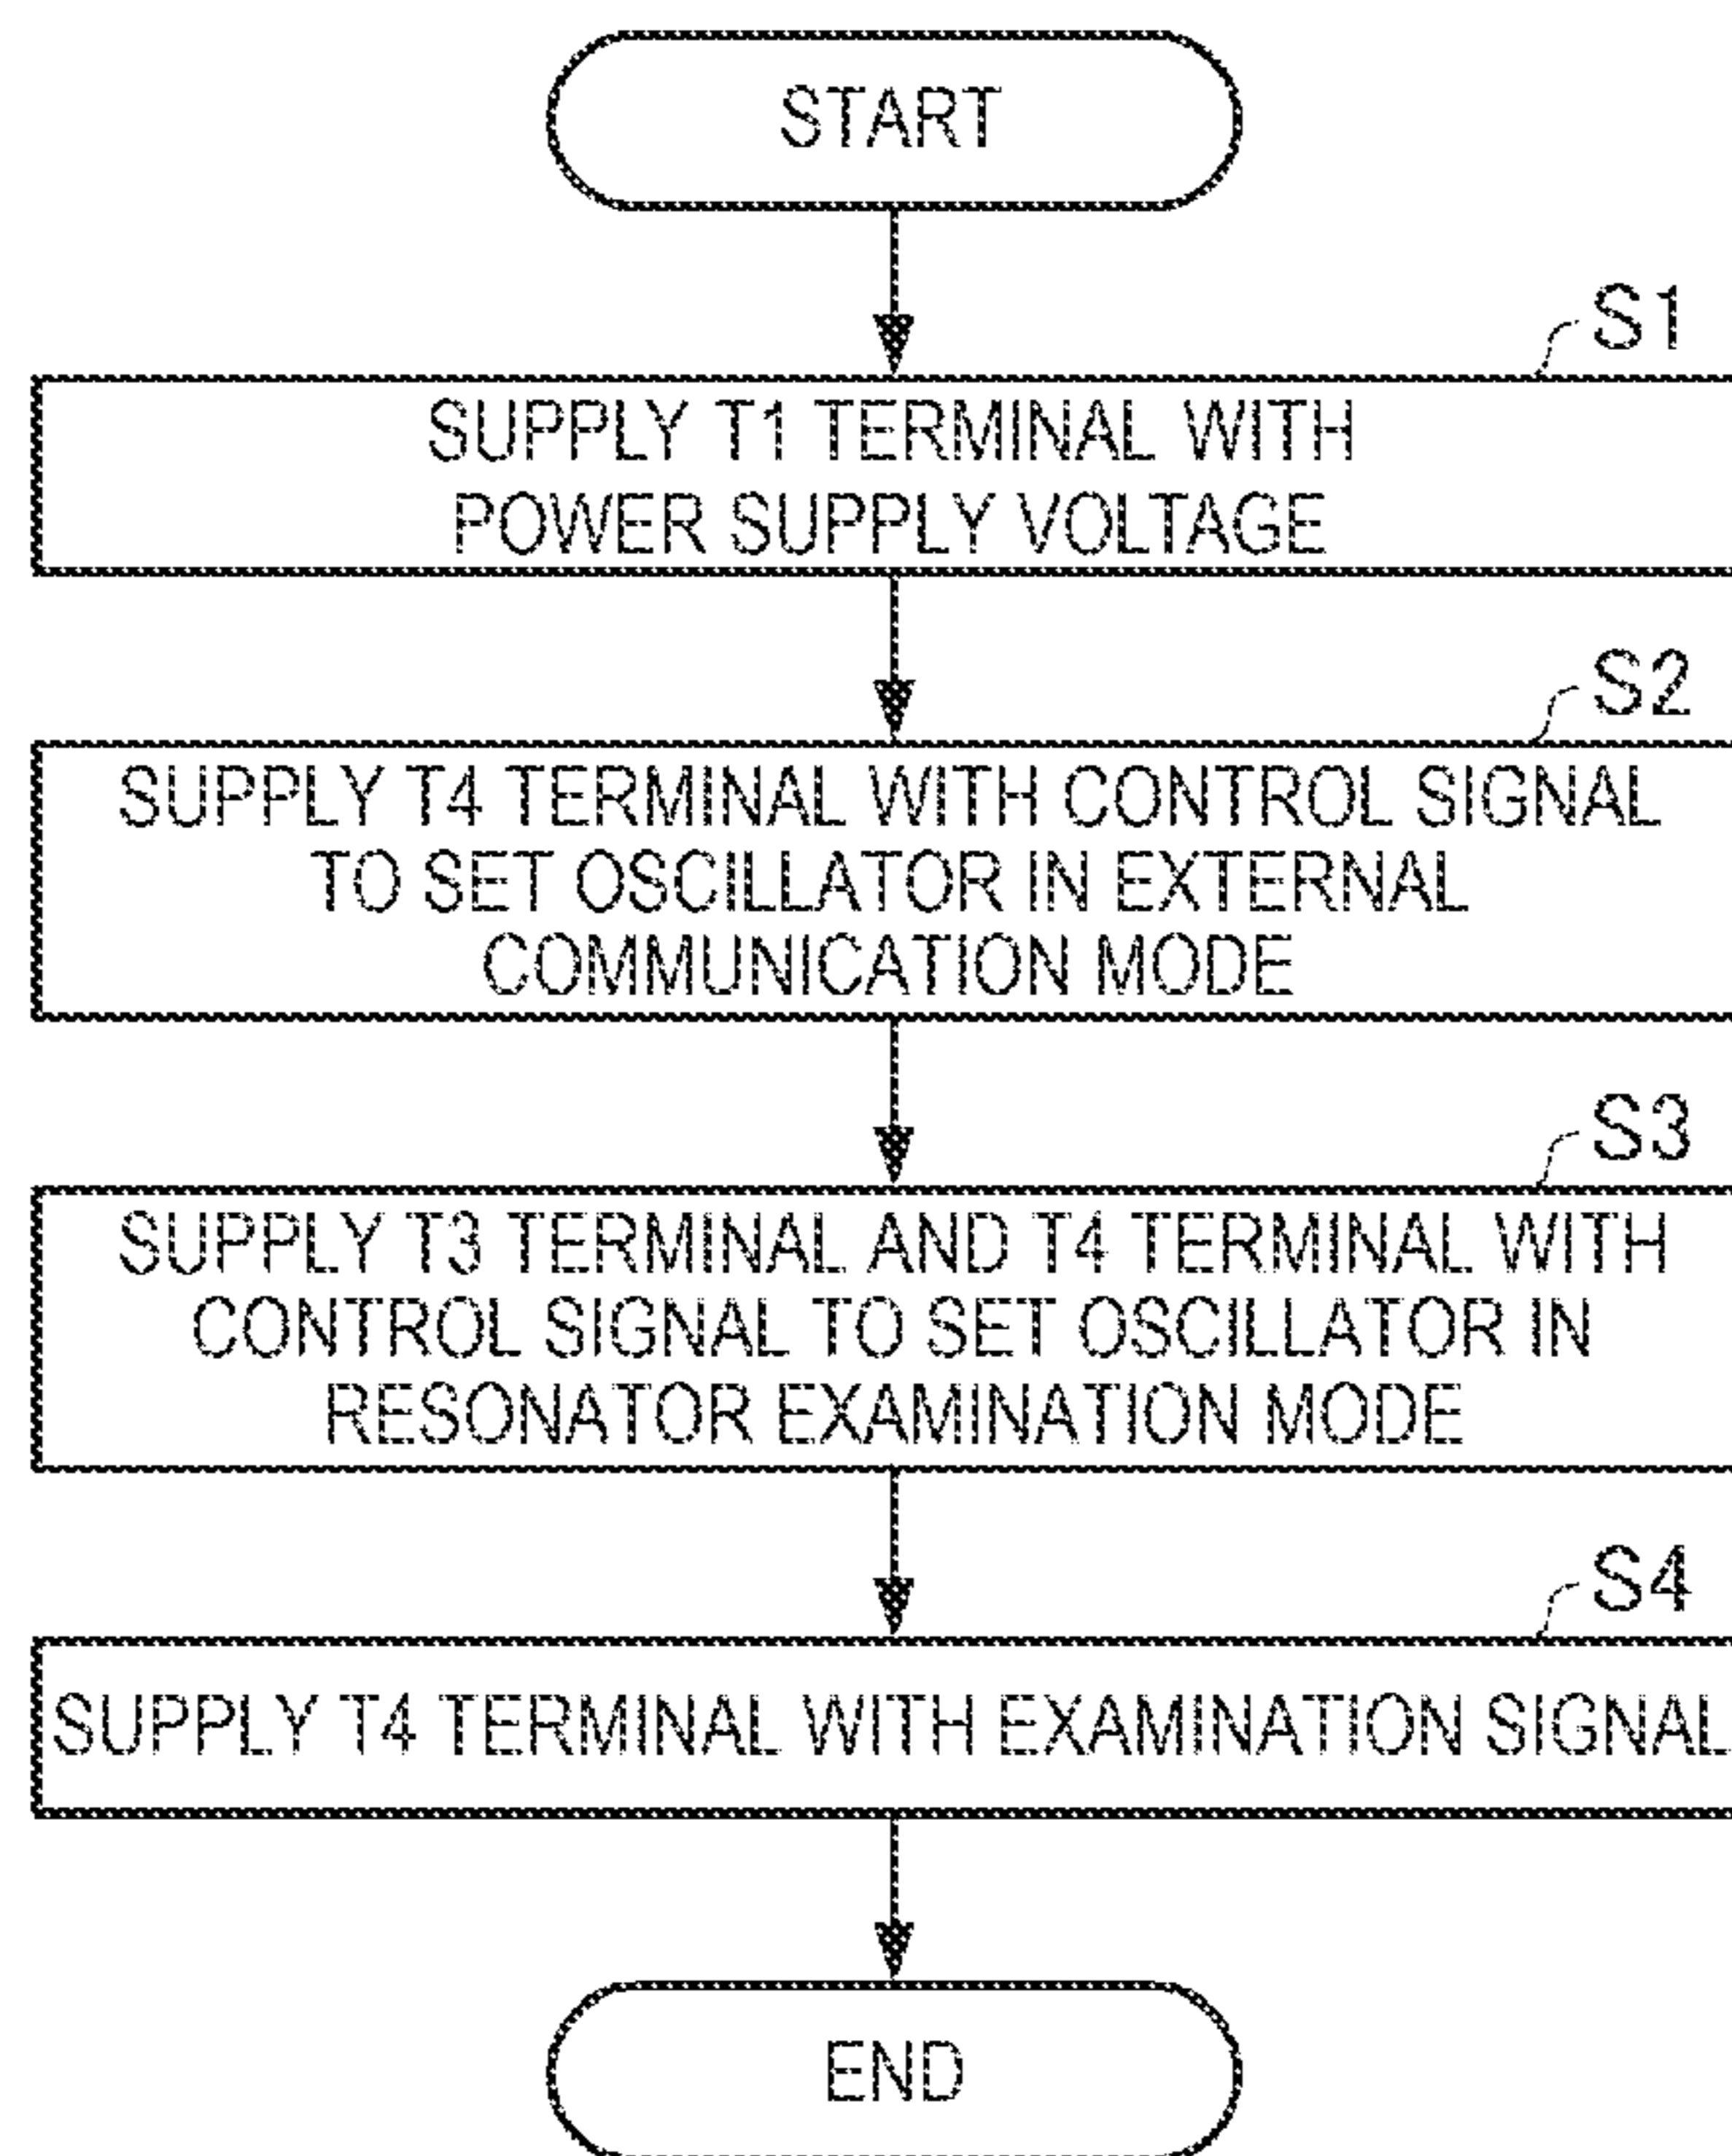 START
S1
SUPPLY T1 TERMINAL WITH
POWER SUPPLY VOLTAGE
S2
SUPPLY T4 TERMINAL WITH CONTROL SIGNAL
TO SET OSCILLATOR IN EXTERNAL
COMMUNICATION MODE
S3
SUPPLY T3 TERMINAL AND T4 TERMINAL WITH
CONTROL SIGNAL TO SET OSCILLATOR IN
RESONATOR EXAMINATION MODE
S4
SUPPLY T4 TERMINAL WITH EXAMINATION SIGNAL
END